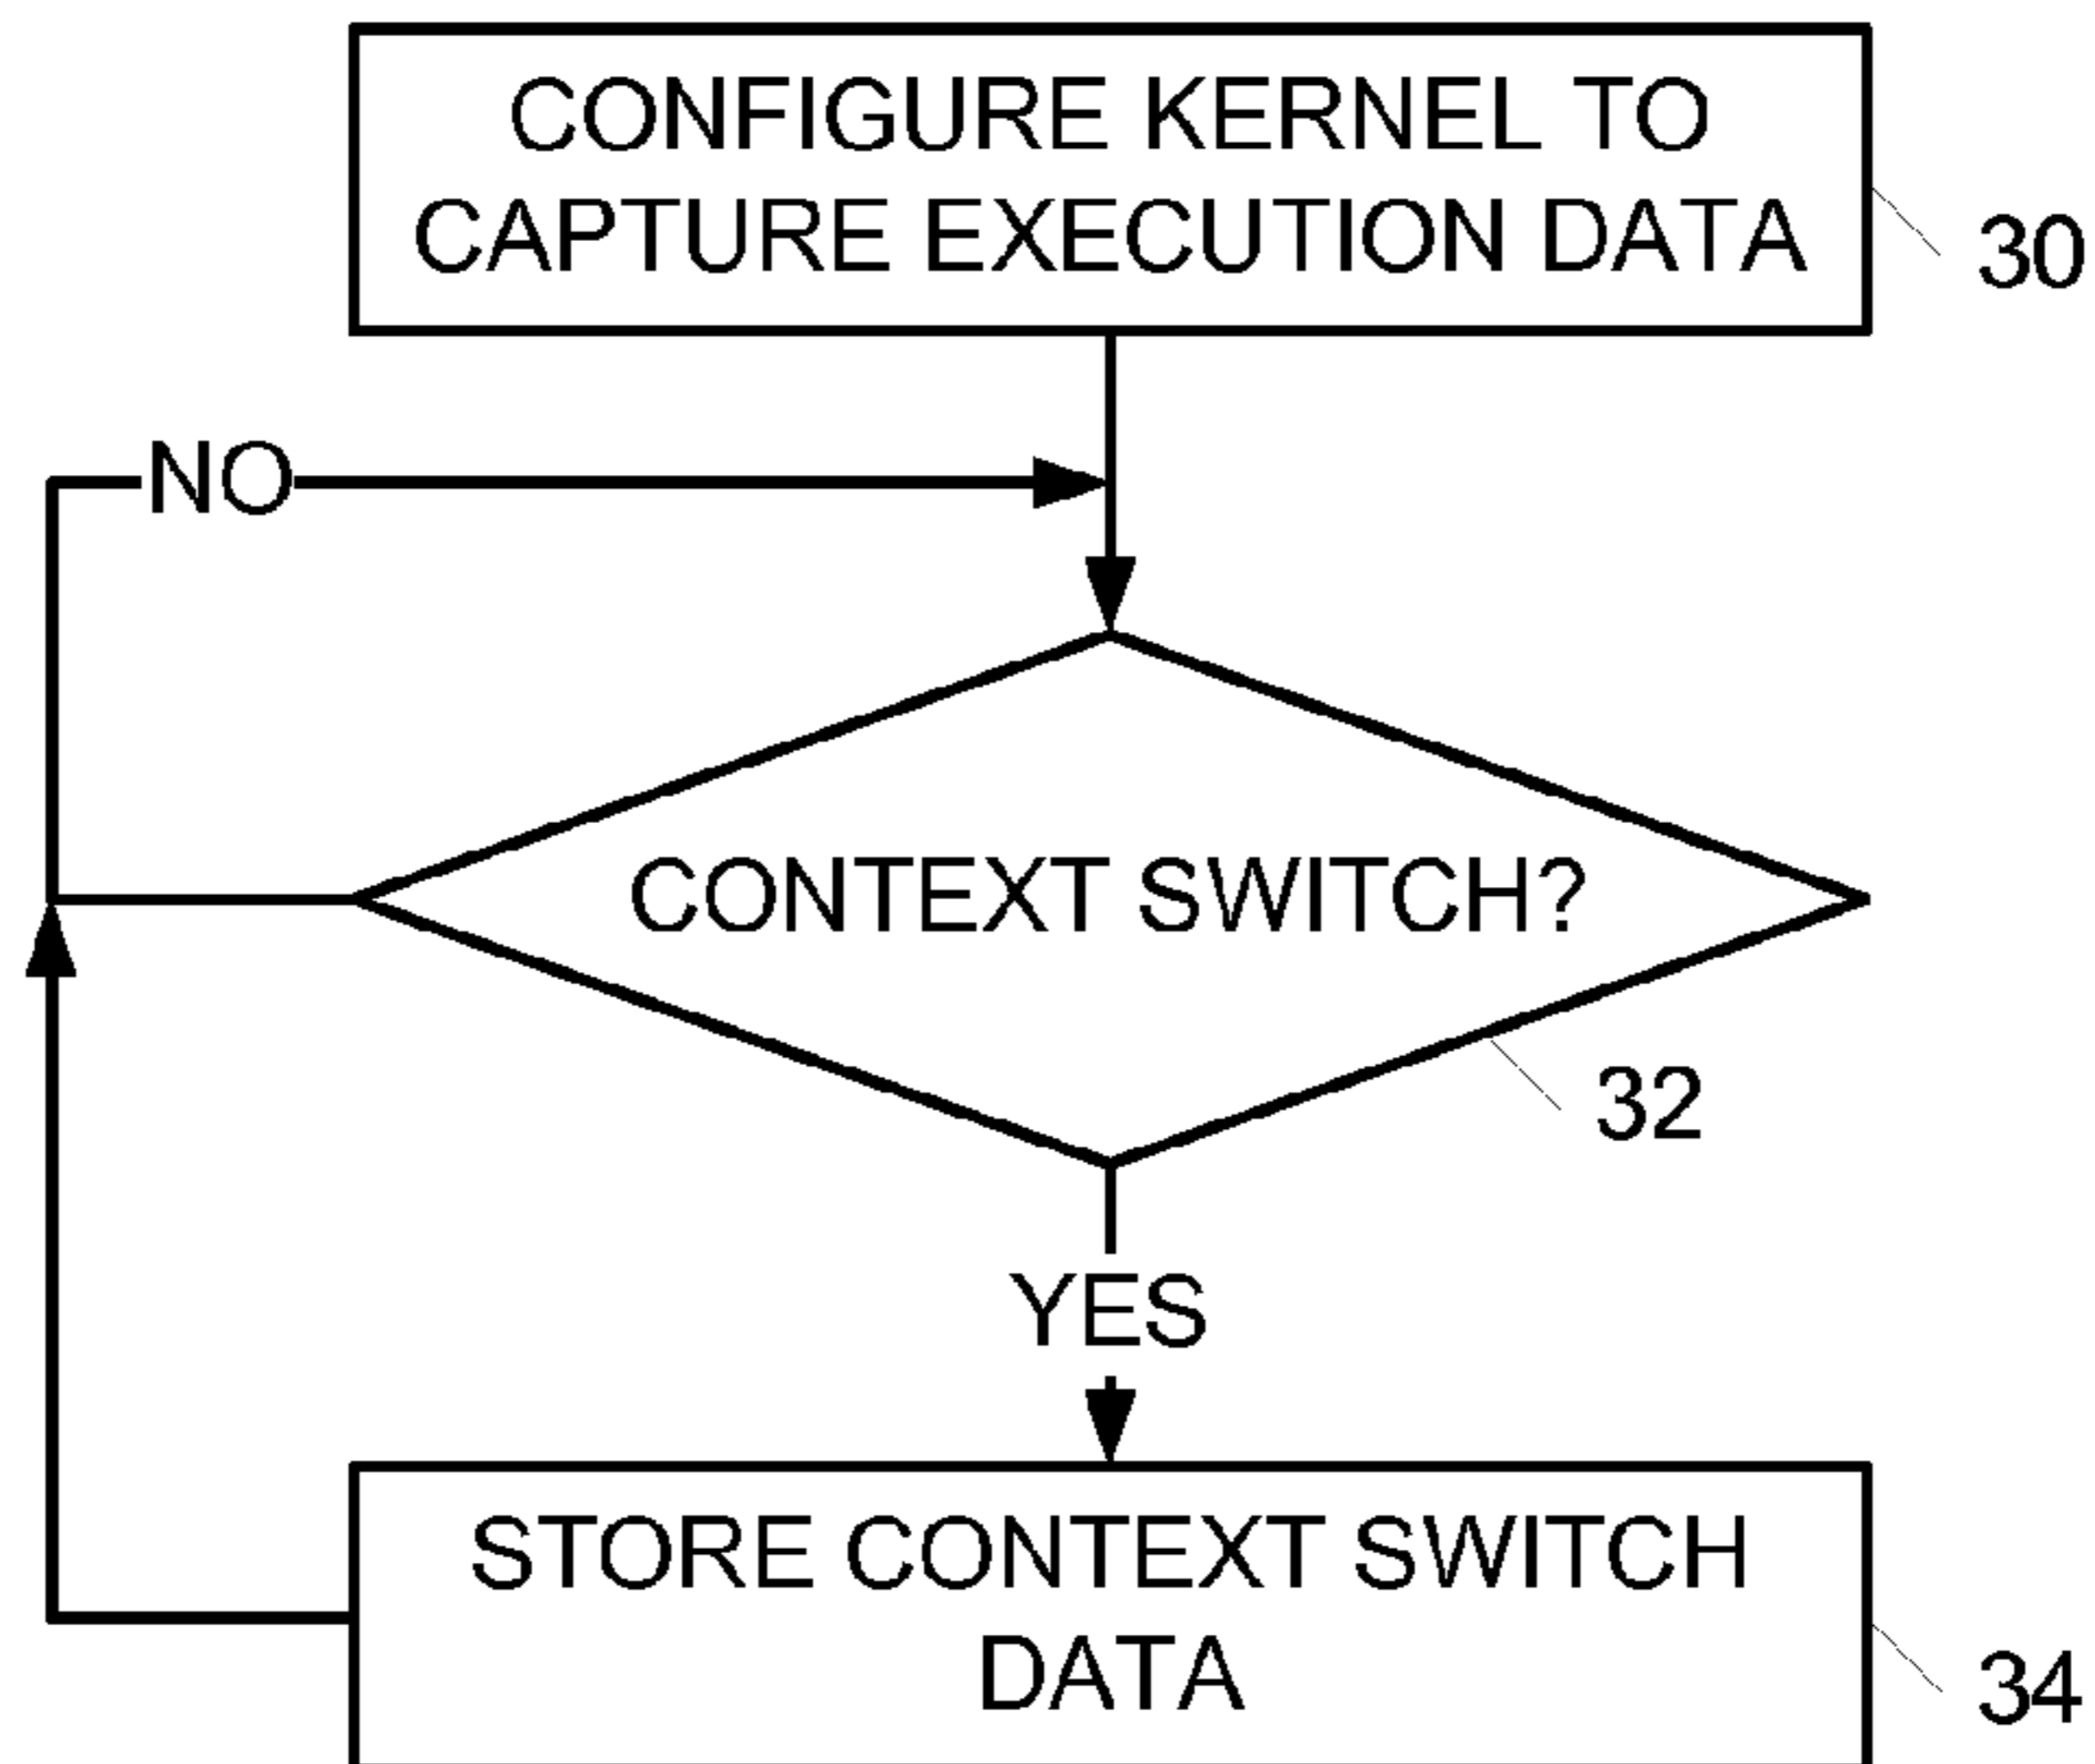 CONFIGURE KERNEL TO
CAPTURE EXECUTION DATA
30
NO
CONTEXT SWITCH?
32
YES
STORE CONTEXT SWITCH
DATA
34